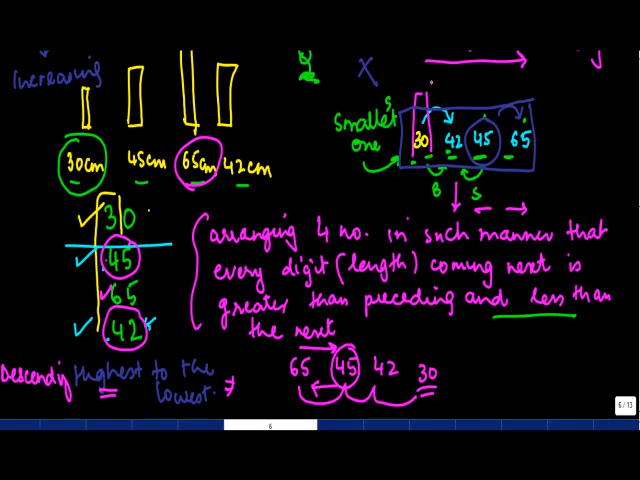 Increasing
30cm 45cm 65cm 42cm
Smallest
one
S
30 42 45 65
B S
30
45
65
42
arranging 4 no. in such manner that
every digit (length) coming next is
greater than preceding and less than
the next
Descending Highest to the
lowest. →
65 45 42 30
6
6 / 13